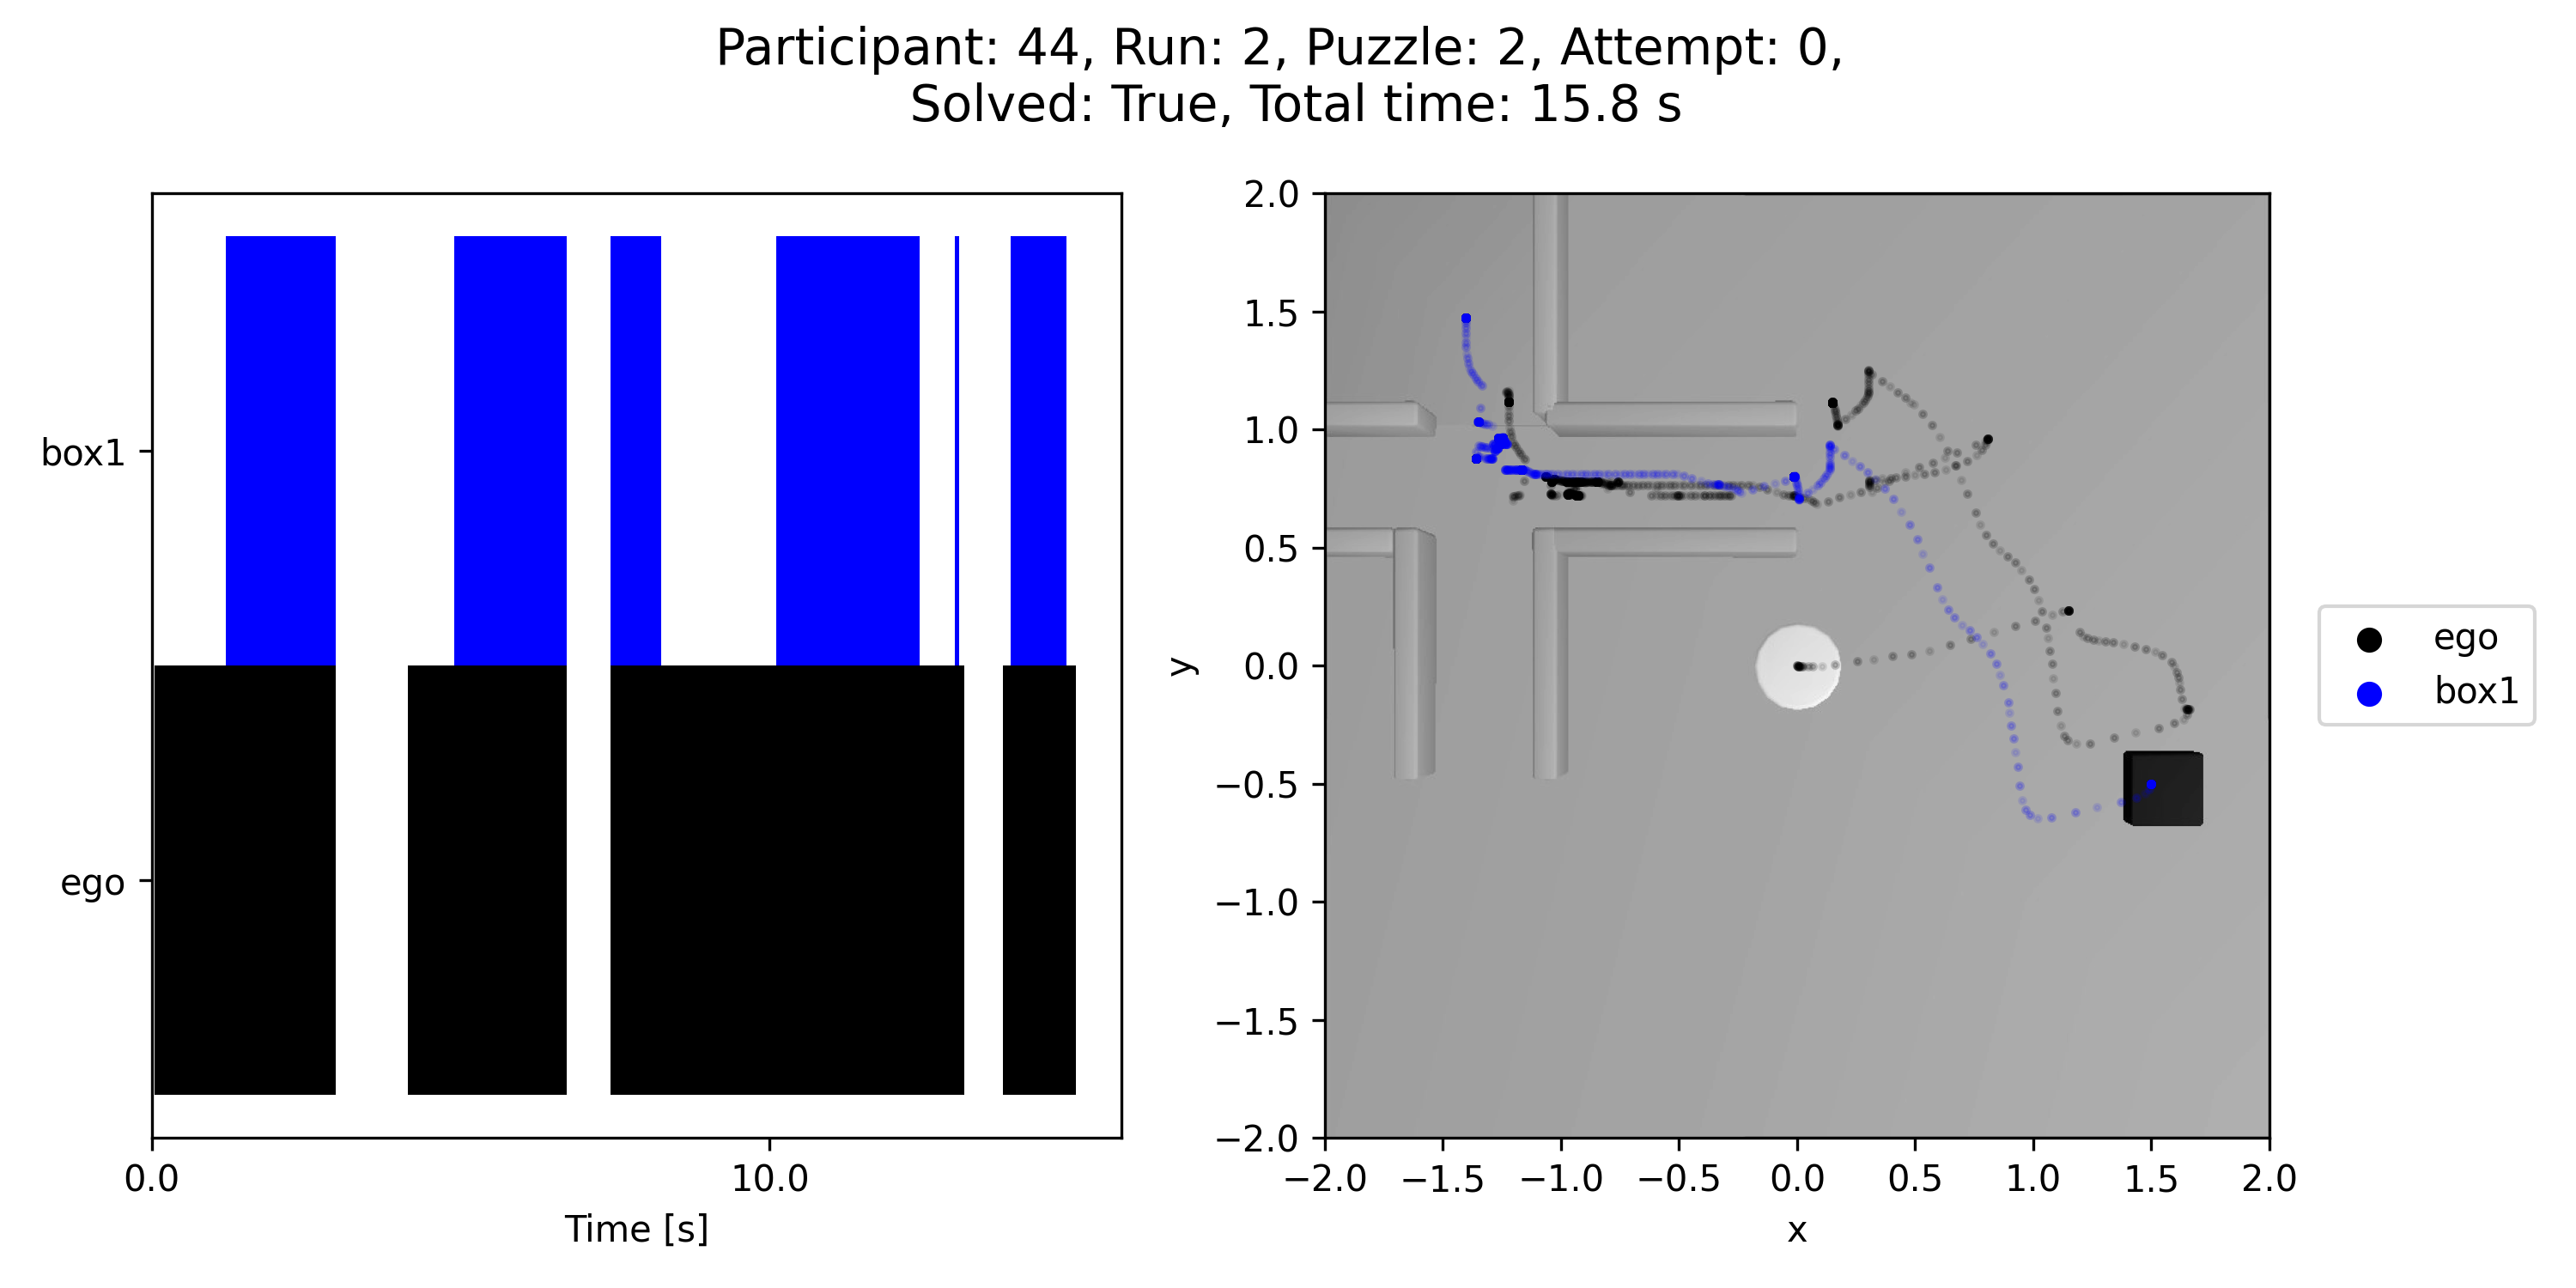 Participant: 44, Run: 2, Puzzle: 2, Attempt: 0,
Solved: True, Total time: 15.8 s
box1
ego
0.0
10.0
Time [s]
2.0
1.5
1.0
0.5
0.0
−0.5
−1.0
−1.5
−2.0
y
−2.0
−1.5
−1.0
−0.5
0.0
0.5
1.0
1.5
2.0
x
ego
box1